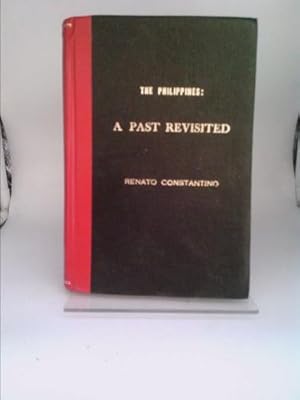 THE PHILIPPINES:
A PAST REVISITED
RENATO CONSTANTINO